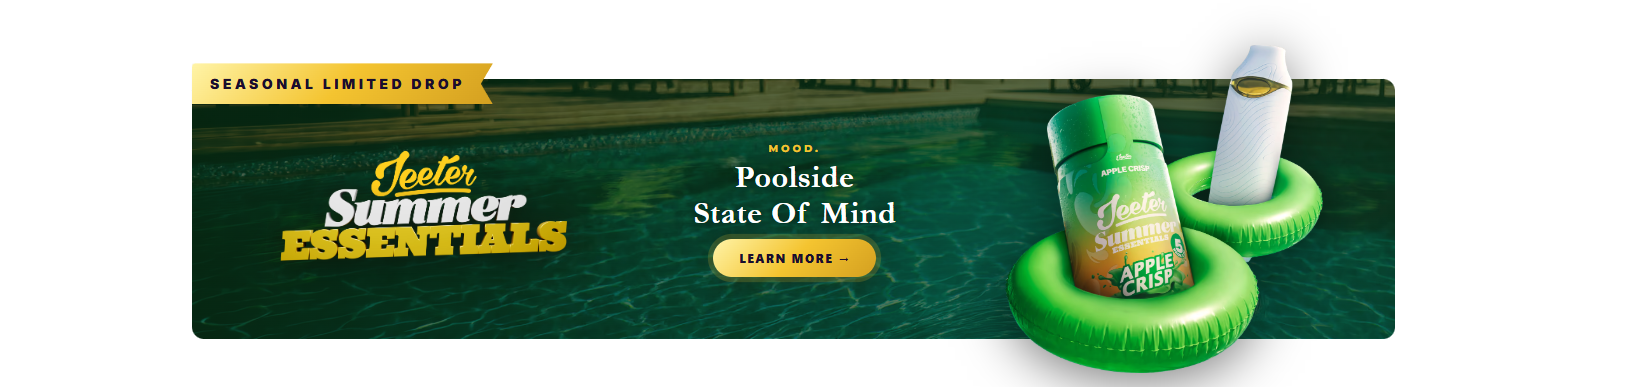 SEASONAL LIMITED DROP
Jeeter
Summer
ESSENTIALS
MOOD.
Poolside
State Of Mind
LEARN MORE →
APPLE CRISP
Jeeter
Summer
ESSENTIALS
APPLE
CRISP